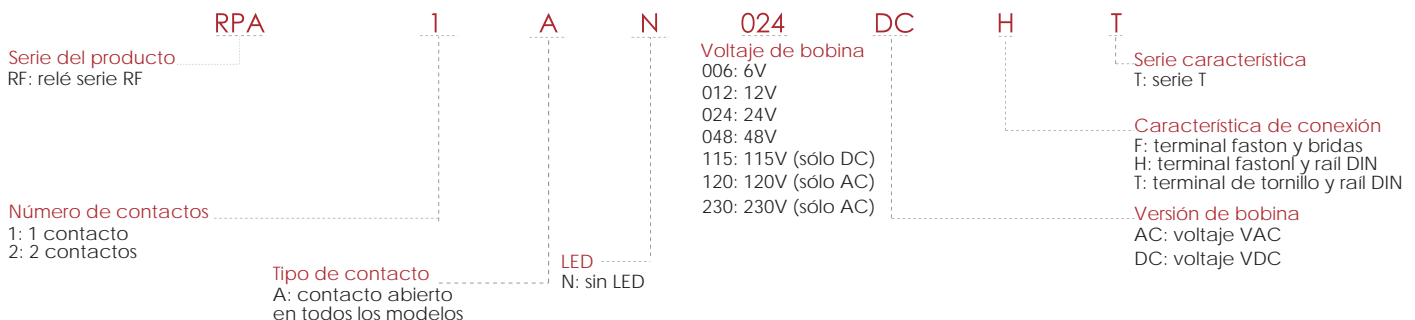 RPA 1 A N 024 DC H T
Serie del producto
RF: relé serie RF
Número de contactos
1: 1 contacto
2: 2 contactos
Tipo de contacto
A: contacto abierto
en todos los modelos
LED
N: sin LED
Voltaje de bobina
006: 6V
012: 12V
024: 24V
048: 48V
115: 115V (sólo DC)
120: 120V (sólo AC)
230: 230V (sólo AC)
Serie característica
T: serie T
Característica de conexión
F: terminal faston y bridas
H: terminal fastonl y raíl DIN
T: terminal de tornillo y raíl DIN
Versión de bobina
AC: voltaje VAC
DC: voltaje VDC